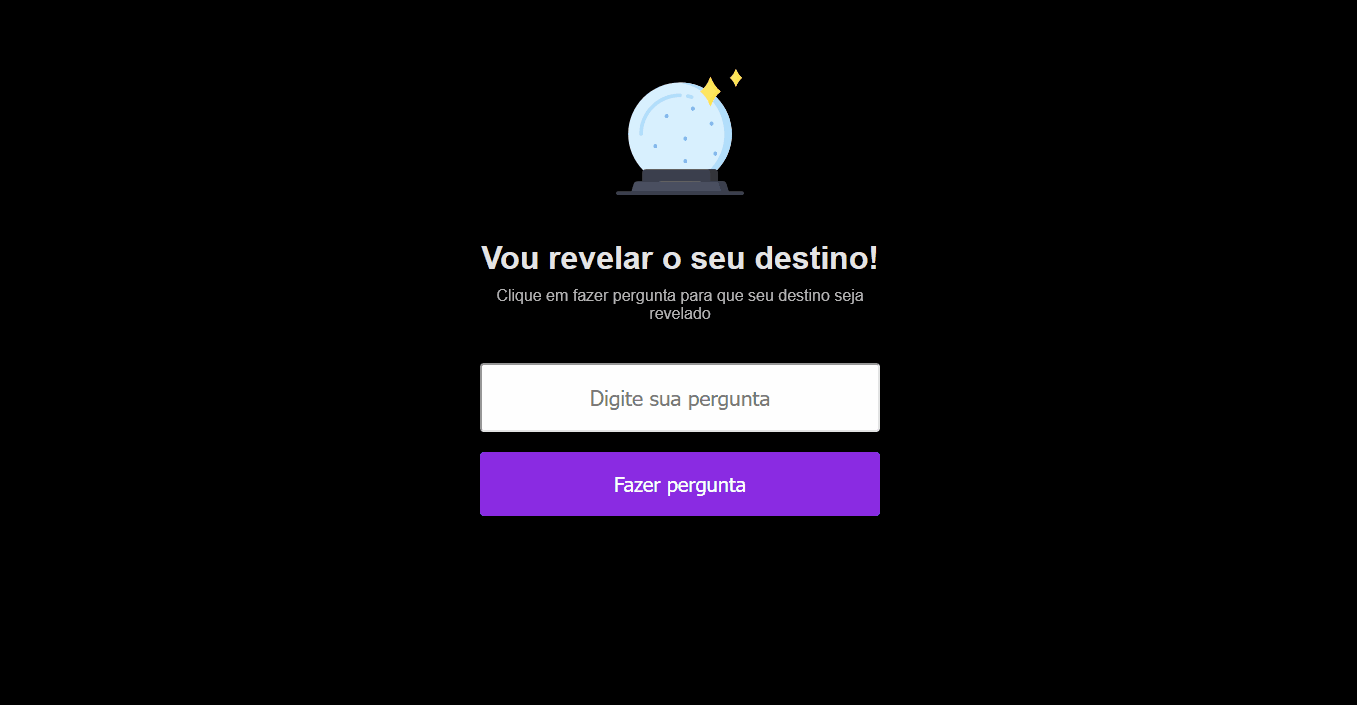 Vou revelar o seu destino!
Clique em fazer pergunta para que seu destino seja
revelado
Digite sua pergunta
Fazer pergunta